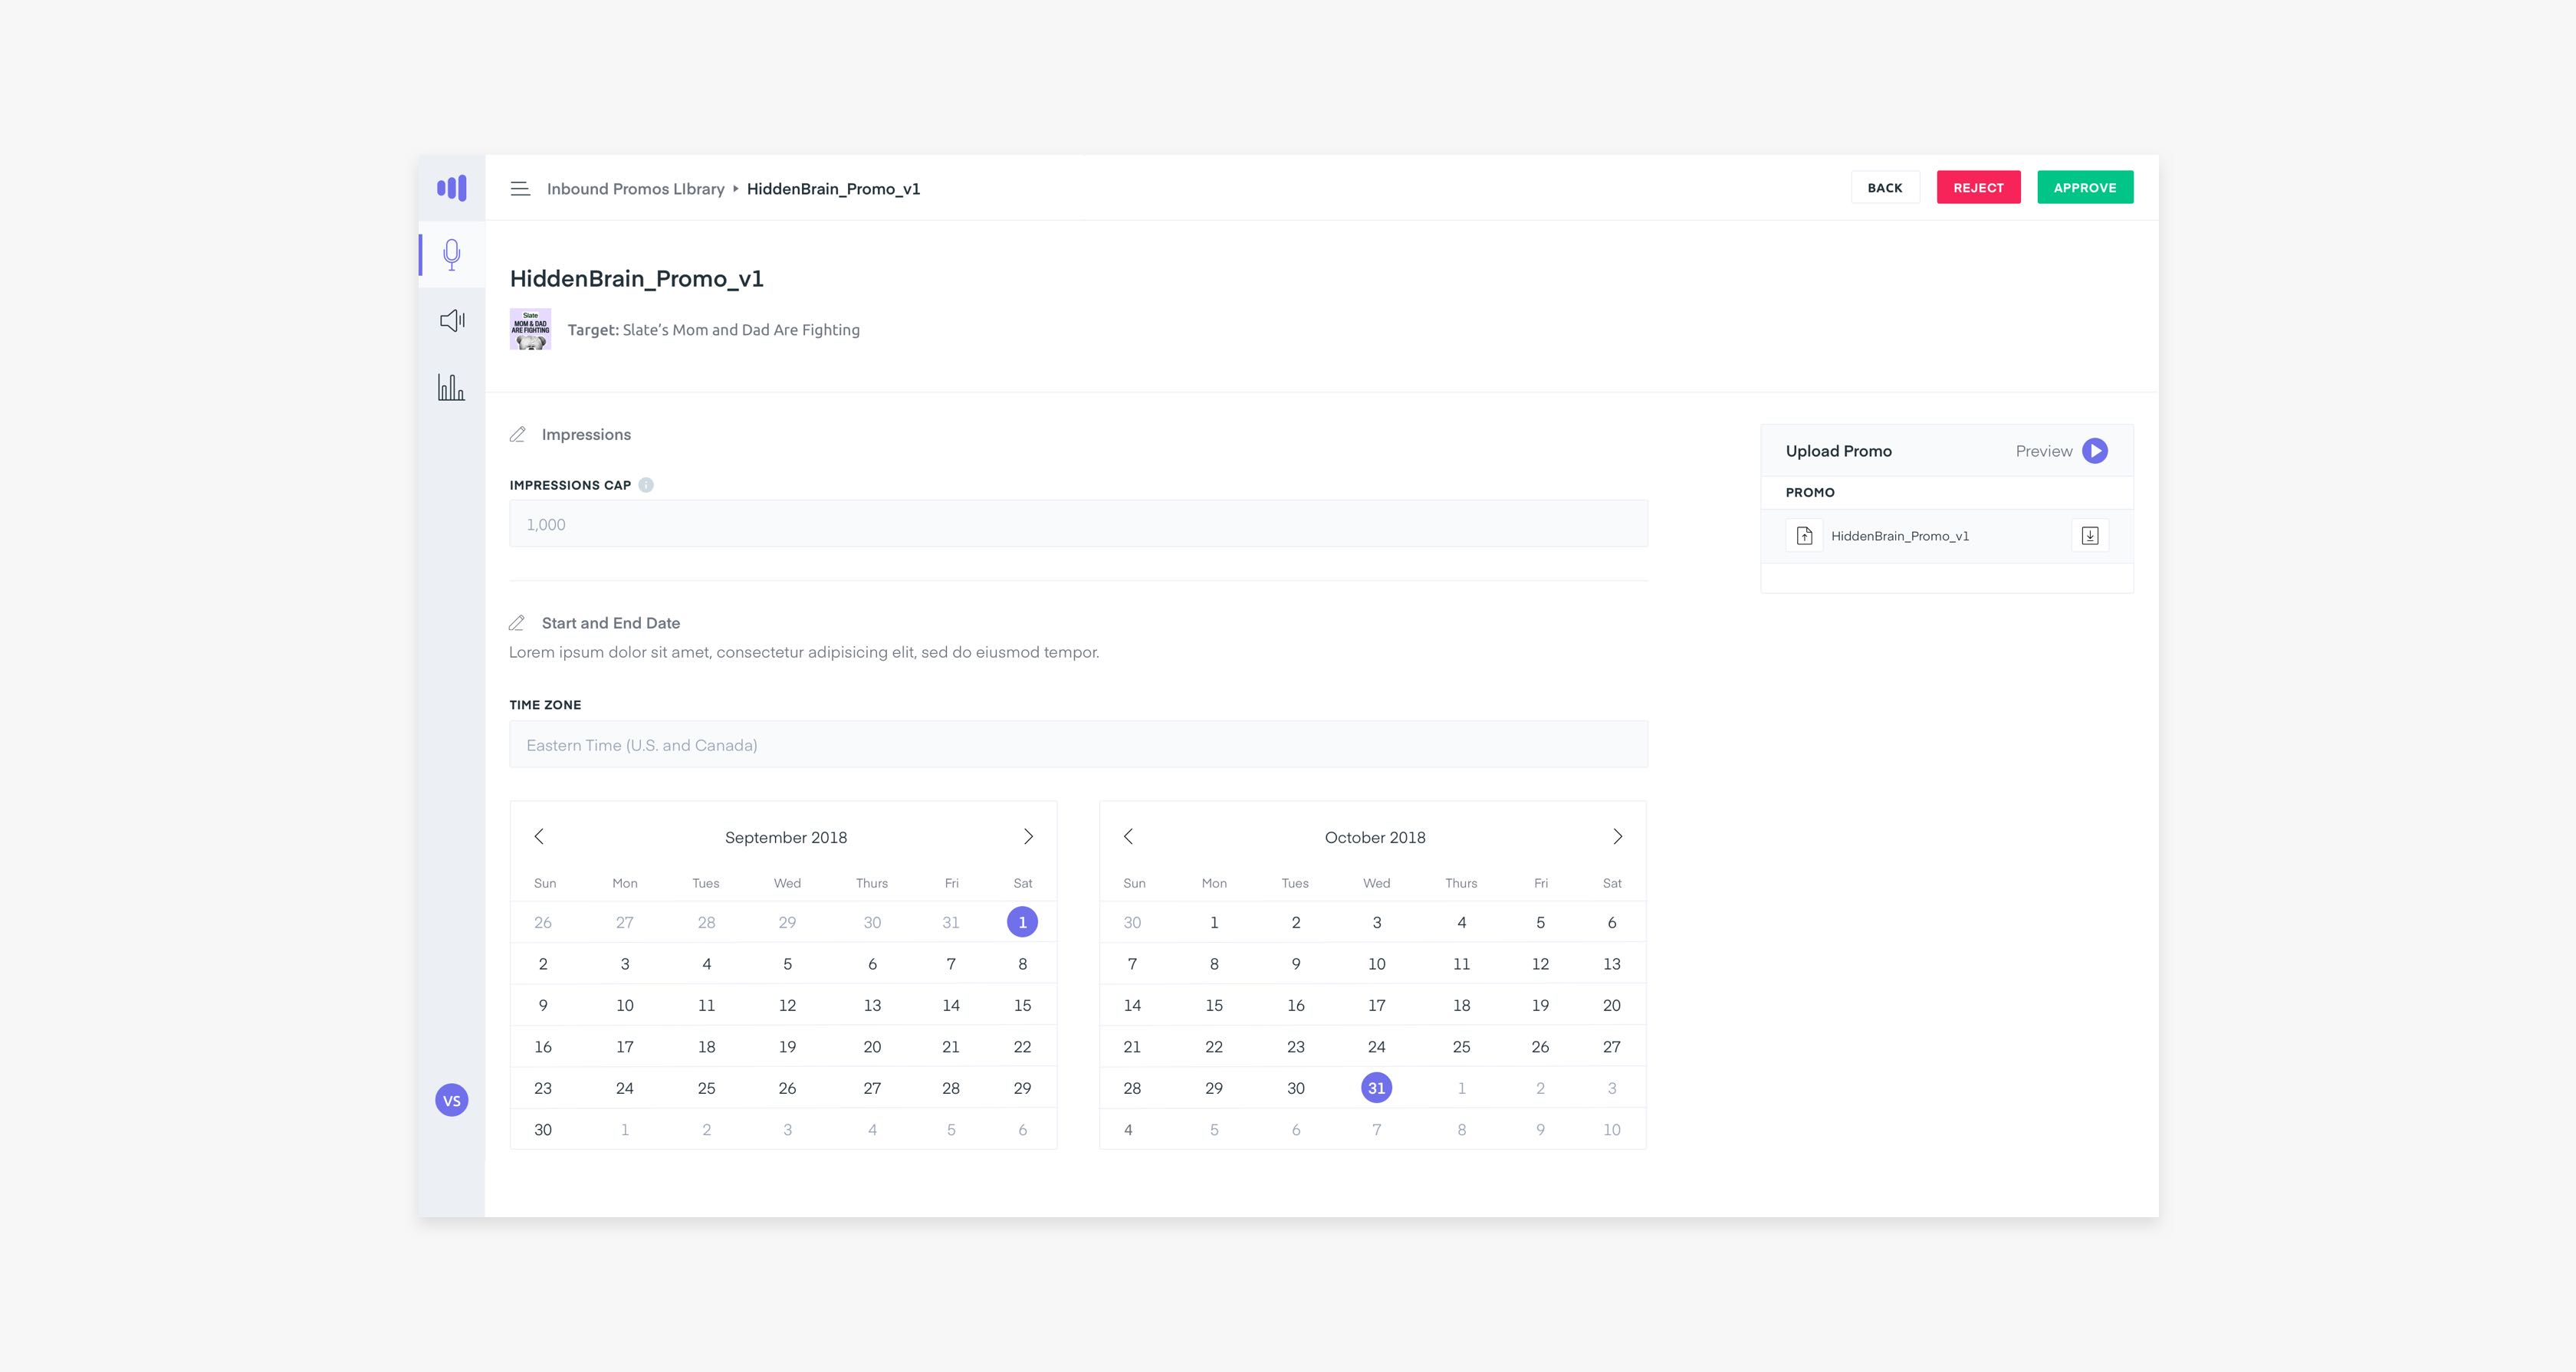 Inbound Promos LIbrary ▸ HiddenBrain_Promo_v1
BACK
REJECT
APPROVE
HiddenBrain_Promo_v1
Slate
MOM & DAD
ARE FIGHTING
Target: Slate’s Mom and Dad Are Fighting
Impressions
IMPRESSIONS CAP i
1,000
Upload Promo
Preview
PROMO
HiddenBrain_Promo_v1
Start and End Date
Lorem ipsum dolor sit amet, consectetur adipisicing elit, sed do eiusmod tempor.
TIME ZONE
Eastern Time (U.S. and Canada)
September 2018
Sun Mon Tues Wed Thurs Fri Sat
26 27 28 29 30 31 1
2 3 4 5 6 7 8
9 10 11 12 13 14 15
16 17 18 19 20 21 22
23 24 25 26 27 28 29
30 1 2 3 4 5 6
October 2018
Sun Mon Tues Wed Thurs Fri Sat
30 1 2 3 4 5 6
7 8 9 10 11 12 13
14 15 16 17 18 19 20
21 22 23 24 25 26 27
28 29 30 31 1 2 3
4 5 6 7 8 9 10
VS